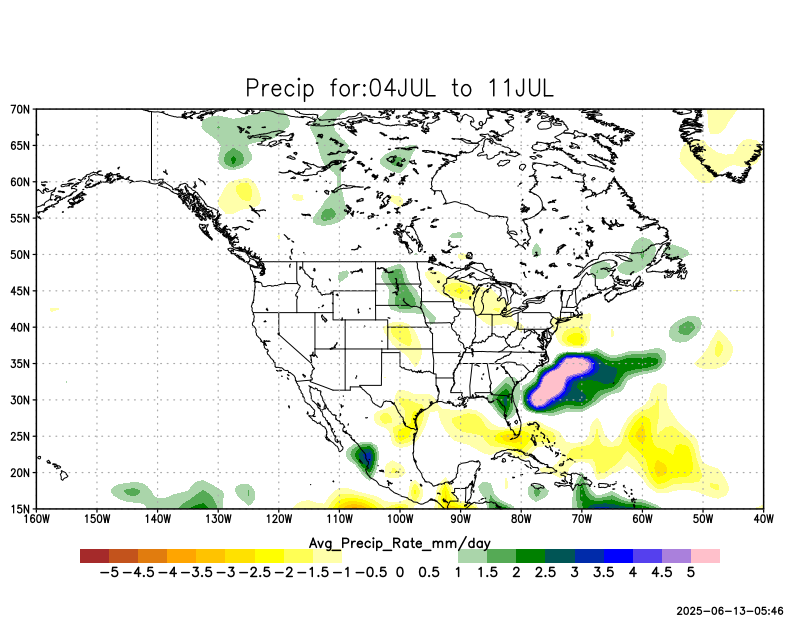 Precip for:04JUL to 11JUL
70N
65N
60N
55N
50N
45N
40N
35N
30N
25N
20N
15N
160W 150W 140W 130W 120W 110W 100W 90W 80W 70W 60W 50W 40W
Avg_Precip_Rate_mm/day
-5 -4.5 -4 -3.5 -3 -2.5 -2 -1.5 -1 -0.5 0 0.5 1 1.5 2 2.5 3 3.5 4 4.5 5
2025-06-13-05:46